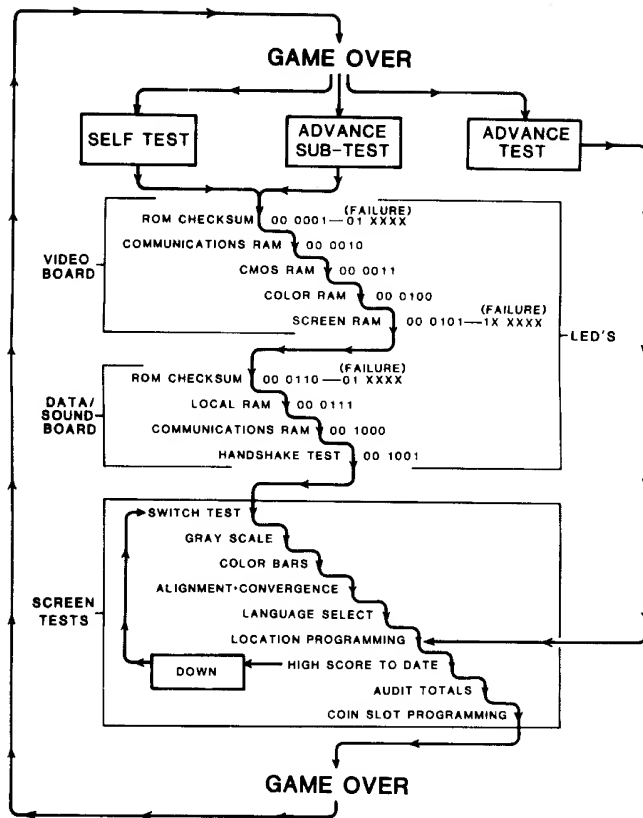 GAME OVER
SELF TEST
ADVANCE
SUB-TEST
ADVANCE
TEST
VIDEO
BOARD
(FAILURE)
ROM CHECKSUM 00 0001—01 XXXX
COMMUNICATIONS RAM 00 0010
CMOS RAM 00 0011
COLOR RAM 00 0100
(FAILURE)
SCREEN RAM 00 0101—1X XXXX
LED'S
DATA/
SOUND
BOARD
(FAILURE)
ROM CHECKSUM 00 0110—01 XXXX
LOCAL RAM 00 0111
COMMUNICATIONS RAM 00 1000
HANDSHAKE TEST 00 1001
SCREEN
TESTS
SWITCH TEST
GRAY SCALE
COLOR BARS
ALIGNMENT·CONVERGENCE
LANGUAGE SELECT
LOCATION PROGRAMMING
DOWN
HIGH SCORE TO DATE
AUDIT TOTALS
COIN SLOT PROGRAMMING
GAME OVER